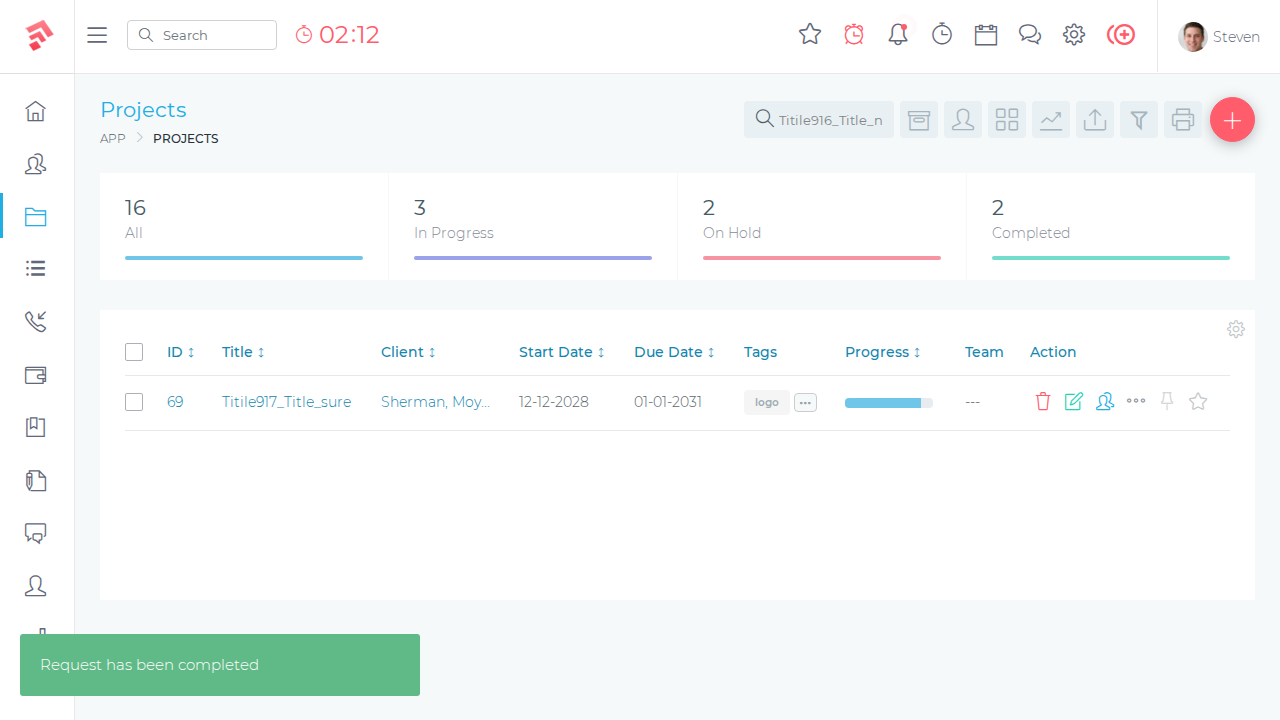 Search
02:12
Steven
Projects
APP
PROJECTS
Titile916_Title_n
16
All
3
In Progress
2
On Hold
2
Completed
ID
Title
Client
Start Date
Due Date
Tags
Progress
Team
Action
69
Titile917_Title_sure
Sherman, Moy...
12-12-2028
01-01-2031
logo
---
Request has been completed